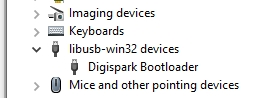 Imaging devices
Keyboards
libusb-win32 devices
Digispark Bootloader
Mice and other pointing devices